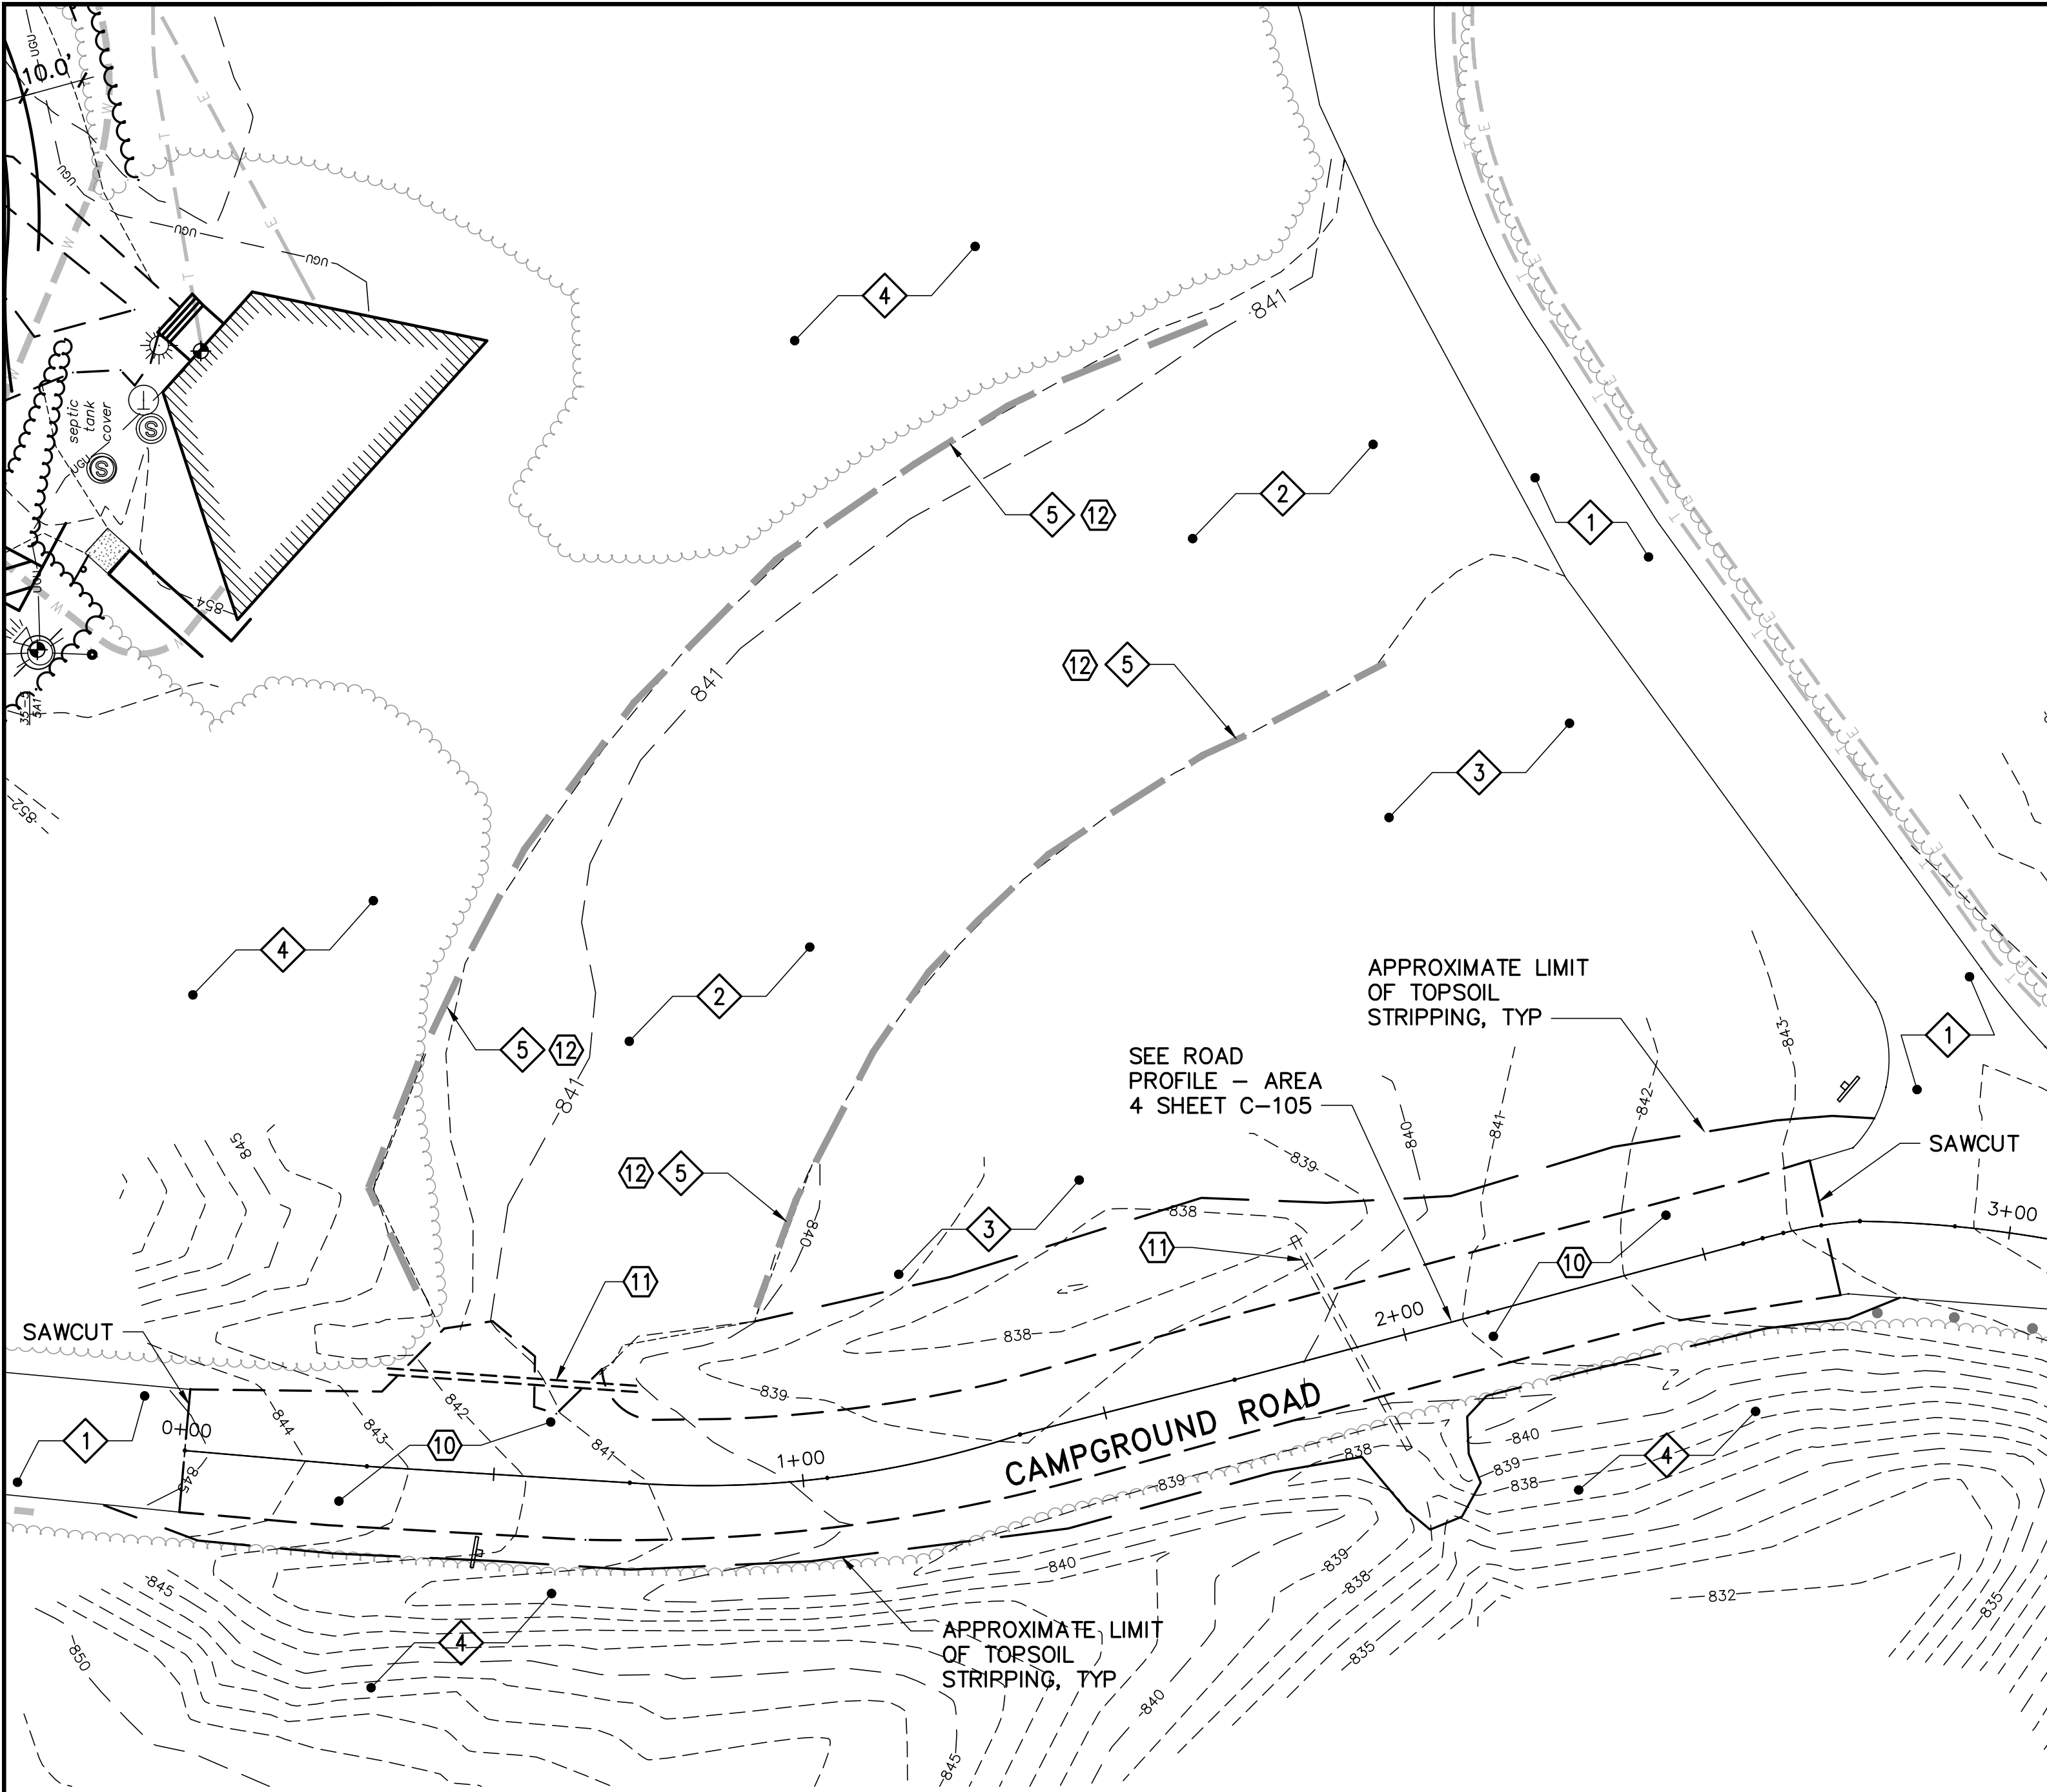 UGU
10.0'
W
T
E
UGU
W
T
E
UGU
UGU
W
W
septic
tank
cover
T
S
S
UGU
UGU
W
W
854
852
4
841
5 12
2
1
841
12 5
3
4
2
5 12
841
APPROXIMATE LIMIT
OF TOPSOIL
STRIPPING, TYP
SEE ROAD
PROFILE – AREA
4 SHEET C–105
1
843
842
841
840
839
SAWCUT
3+00
845
12 5
840
3
838
11
10
11
838
2+00
SAWCUT
839
CAMPGROUND ROAD
844
843
842
841
0+00
1
10
1+00
845
838
839
840
839
838
4
845
840
839
838
832
835
4
APPROXIMATE LIMIT
OF TOPSOIL
STRIPPING, TYP
850
835
840
845